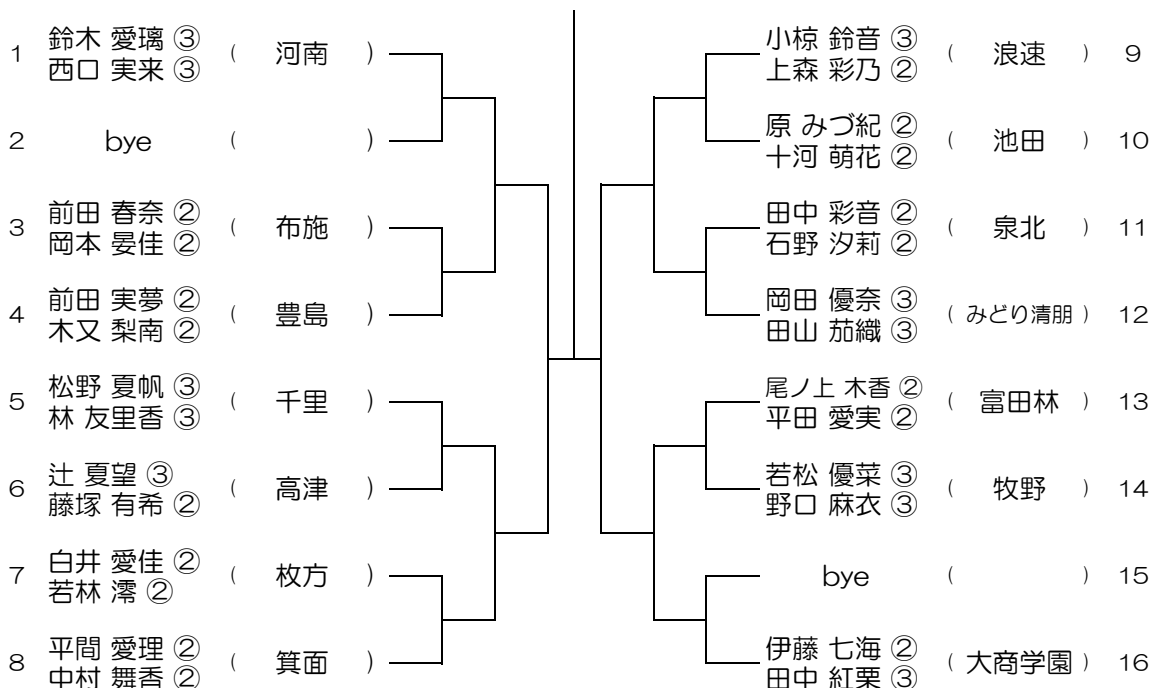 鈴木 愛璃 ③
1 ( 河南 )
西口 実来 ③
2 bye ( )
前田 春奈 ②
3 ( 布施 )
岡本 晏佳 ②
前田 実夢 ②
4 ( 豊島 )
木又 梨南 ②
松野 夏帆 ③
5 ( 千里 )
林 友里香 ③
辻 夏望 ③
6 ( 高津 )
藤塚 有希 ②
白井 愛佳 ②
7 ( 枚方 )
若林 澪 ②
平間 愛理 ②
8 ( 箕面 )
中村 舞香 ②
小椋 鈴音 ③
( 浪速 ) 9
上森 彩乃 ②
原 みづ紀 ②
( 池田 ) 10
十河 萌花 ②
田中 彩音 ②
( 泉北 ) 11
石野 汐莉 ②
岡田 優奈 ③
( みどり清朋 ) 12
田山 茄織 ③
尾ノ上 木香 ②
( 富田林 ) 13
平田 愛実 ②
若松 優菜 ③
( 牧野 ) 14
野口 麻衣 ③
bye ( ) 15
伊藤 七海 ②
( 大商学園 ) 16
田中 紅栗 ③